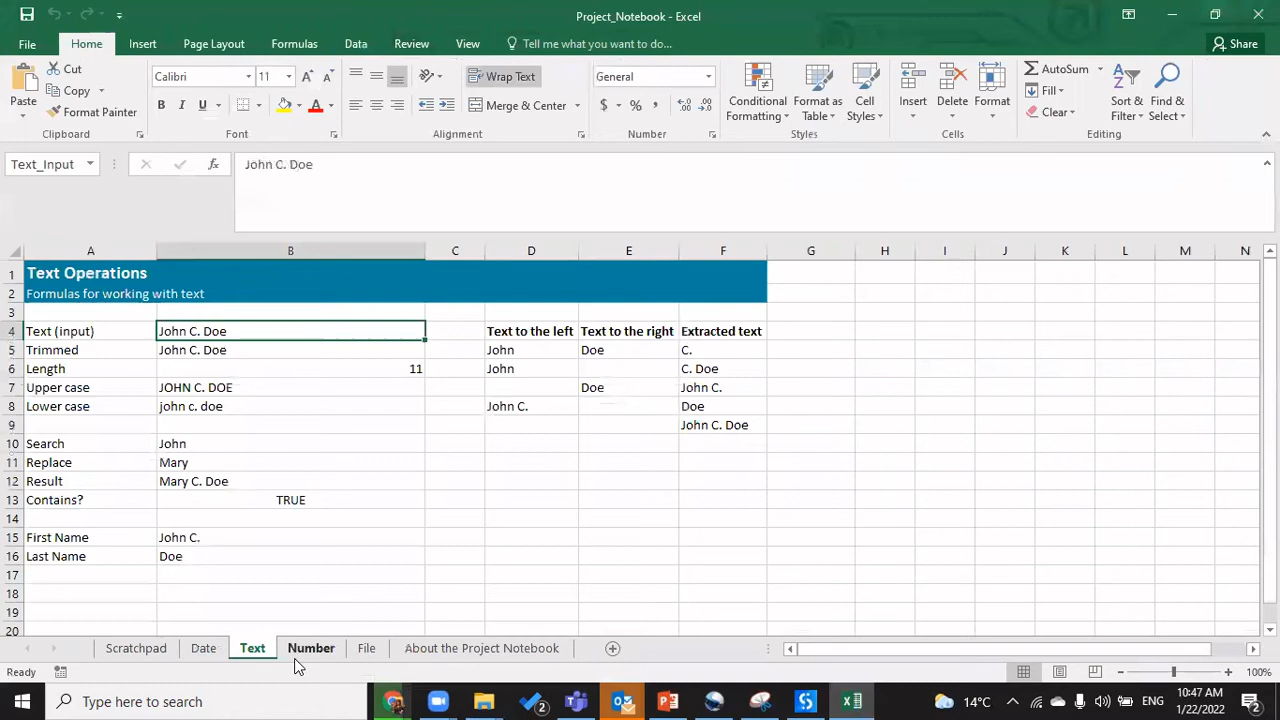 Project_Notebook - Excel
File Home Insert Page Layout Formulas Data Review View Tell me what you want to do... Share
Paste Cut Copy Format Painter
Calibri 11 A A
B I U A
Wrap Text
Merge & Center
General
$ % ,
Conditional Formatting Format as Table Cell Styles
Insert Delete Format
AutoSum Fill Clear
Sort & Filter Find & Select
Clipboard Font Alignment Number Styles Cells Editing
Text_Input fx John C. Doe
A B C D E F G H I J K L M N
1 Text Operations
2 Formulas for working with text
3
4 Text (input) John C. Doe Text to the left Text to the right Extracted text
5 Trimmed John C. Doe John Doe C.
6 Length 11 John C. Doe
7 Upper case JOHN C. DOE Doe John C.
8 Lower case john c. doe John C. Doe
9 John C. Doe
10 Search John
11 Replace Mary
12 Result Mary C. Doe
13 Contains? TRUE
14
15 First Name John C.
16 Last Name Doe
17
18
19
20
Scratchpad Date Text Number File About the Project Notebook
Ready 100%
Type here to search 2 14°C ENG 10:47 AM
1/22/2022 2